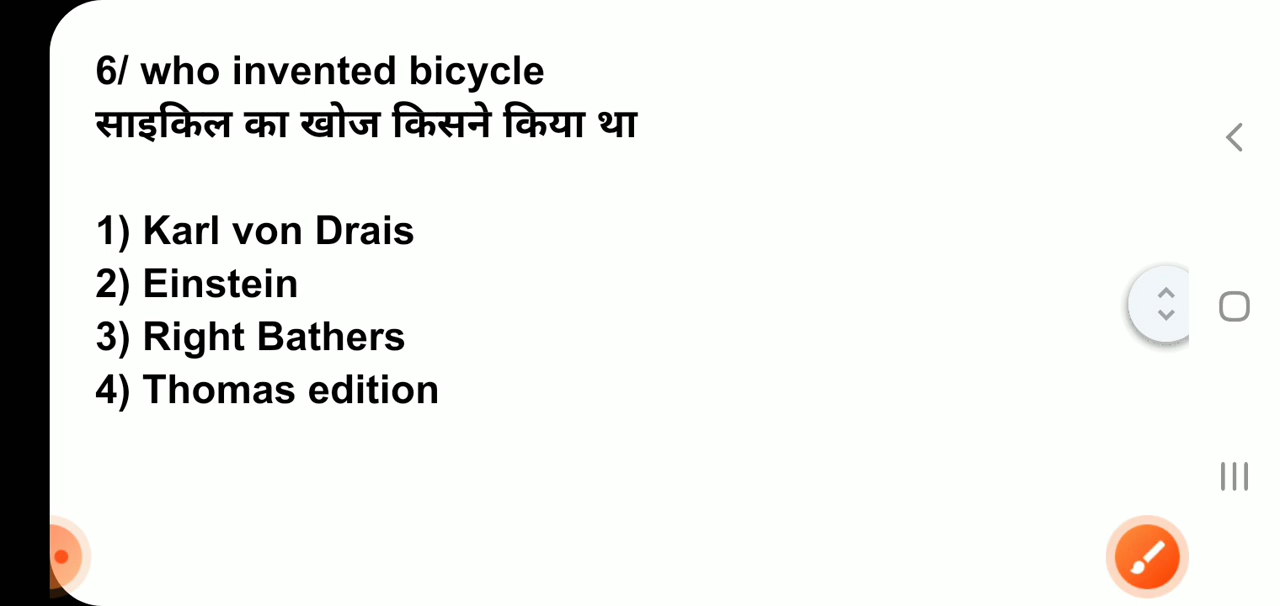 6/ who invented bicycle
साइकिल का खोज किसने किया था
1) Karl von Drais
2) Einstein
3) Right Bathers
4) Thomas edition